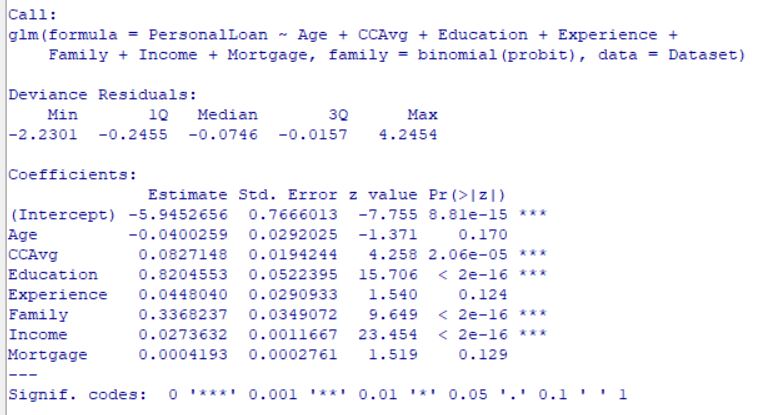 Call:
glm(formula = PersonalLoan ~ Age + CCAvg + Education + Experience +
    Family + Income + Mortgage, family = binomial(probit), data = Dataset)

Deviance Residuals:
    Min       1Q   Median       3Q      Max
-2.2301  -0.2455  -0.0746  -0.0157   4.2454

Coefficients:
              Estimate Std. Error z value Pr(>|z|)
(Intercept) -5.9452656  0.7666013  -7.755 8.81e-15 ***
Age         -0.0400259  0.0292025  -1.371    0.170
CCAvg        0.0827148  0.0194244   4.258 2.06e-05 ***
Education    0.8204553  0.0522395  15.706  < 2e-16 ***
Experience   0.0448040  0.0290933   1.540    0.124
Family       0.3368237  0.0349072   9.649  < 2e-16 ***
Income       0.0273632  0.0011667  23.454  < 2e-16 ***
Mortgage     0.0004193  0.0002761   1.519    0.129
---
Signif. codes:  0 '***' 0.001 '**' 0.01 '*' 0.05 '.' 0.1 ' ' 1